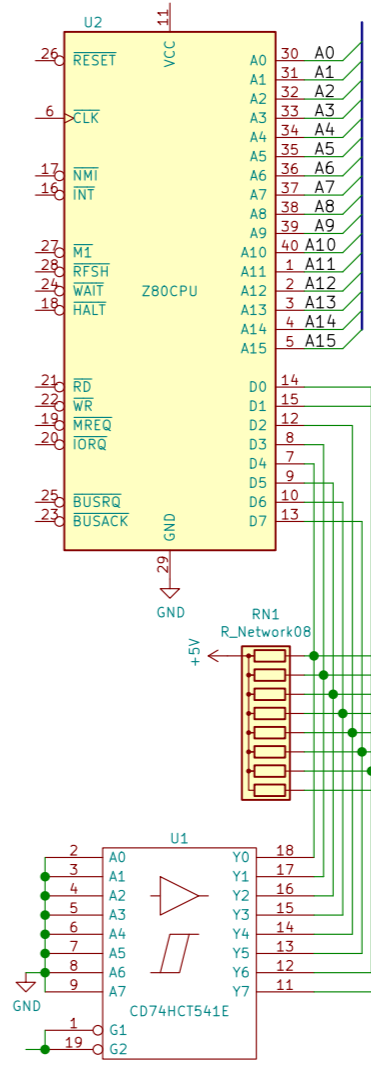 U2
11
VCC
26 RESET A0 30 A0
A1 31 A1
A2 32 A2
6 CLK A3 33 A3
A4 34 A4
A5 35 A5
17 NMI A6 36 A6
16 INT A7 37 A7
A8 38 A8
A9 39 A9
27 M1 A10 40 A10
28 RFSH A11 1 A11
24 WAIT Z80CPU A12 2 A12
18 HALT A13 3 A13
A14 4 A14
A15 5 A15
21 RD D0 14
22 WR D1 15
19 MREQ D2 12
20 IORQ D3 8
D4 7
D5 9
25 BUSRQ D6 10
23 BUSACK D7 13
GND
29
GND
RN1
R_Network08
+5V
U1
2 A0 Y0 18
3 A1 Y1 17
4 A2 Y2 16
5 A3 Y3 15
6 A4 Y4 14
7 A5 Y5 13
8 A6 Y6 12
9 A7 Y7 11
GND
CD74HCT541E
1 G1
19 G2